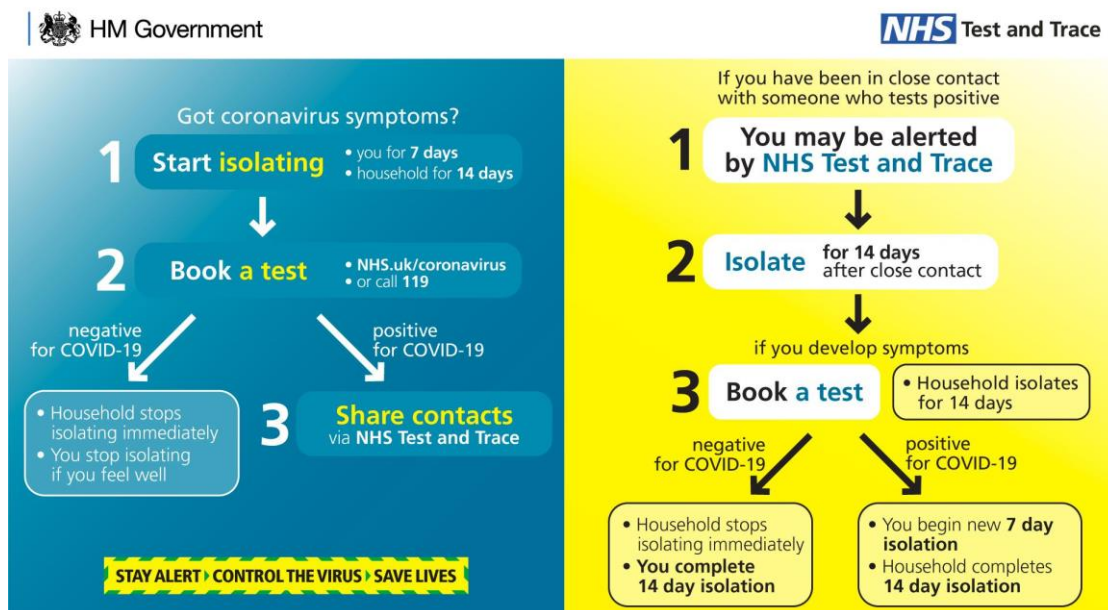 HM Government
NHS Test and Trace
Got coronavirus symptoms?
1
Start isolating
• you for 7 days
• household for 14 days
2
Book a test
• NHS.uk/coronavirus
• or call 119
negative
for COVID-19
positive
for COVID-19
• Household stops
isolating immediately
• You stop isolating
if you feel well
3
Share contacts
via NHS Test and Trace
STAY ALERT CONTROL THE VIRUS SAVE LIVES
If you have been in close contact
with someone who tests positive
1
You may be alerted
by NHS Test and Trace
2
Isolate
for 14 days
after close contact
if you develop symptoms
3
Book a test
• Household isolates
for 14 days
negative
for COVID-19
positive
for COVID-19
• Household stops
isolating immediately
• You complete
14 day isolation
• You begin new 7 day
isolation
• Household completes
14 day isolation